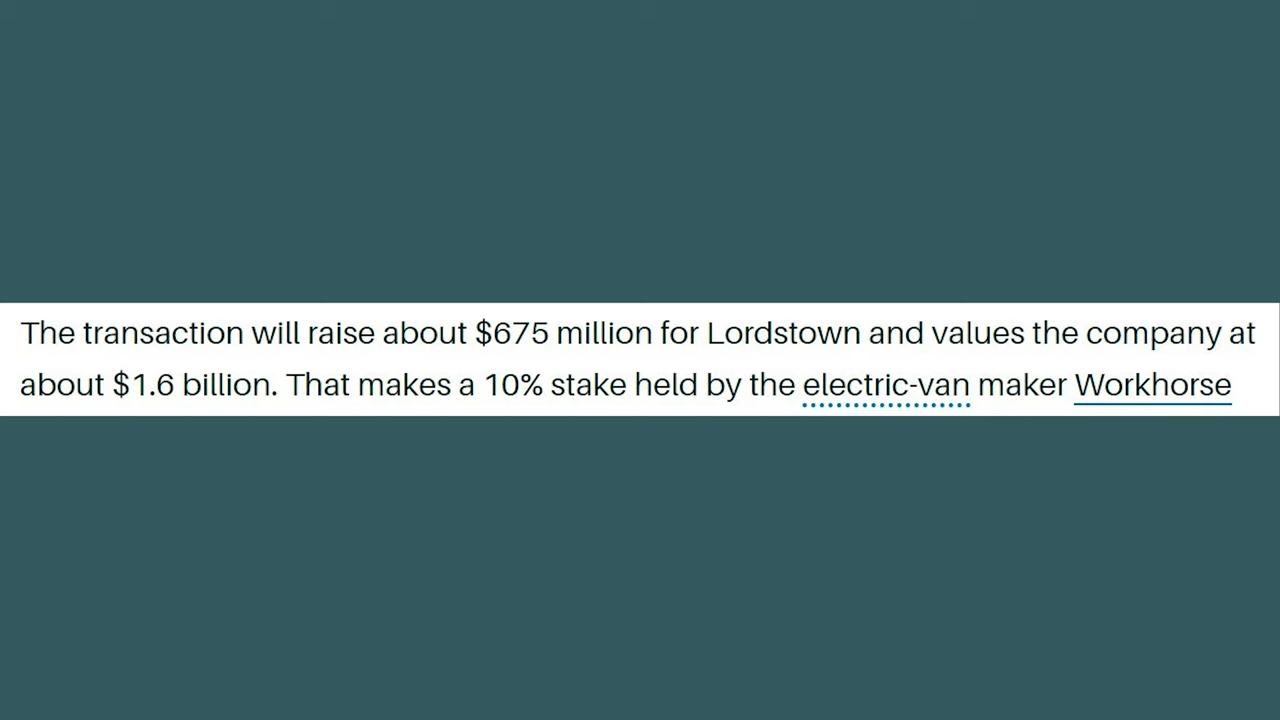 The transaction will raise about $675 million for Lordstown and values the company at
about $1.6 billion. That makes a 10% stake held by the electric-van maker Workhorse